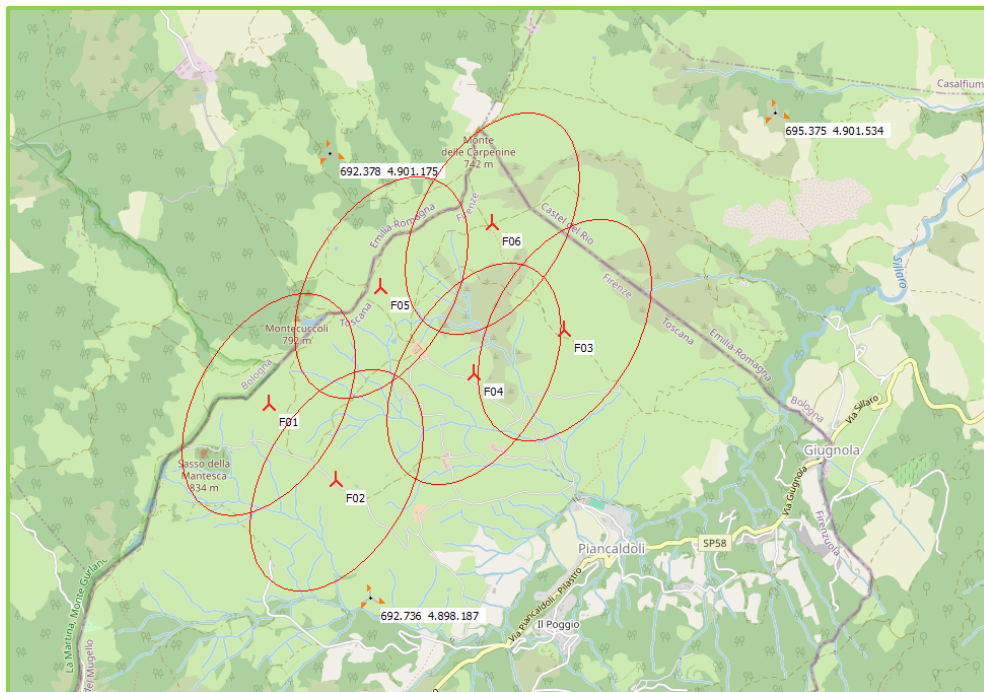 Casalfium
695.375 4.901.534
Monte
delle Carpenine
742 m
692.378 4.901.175
Emilia Romagna
Firenze
Castel del Rio
F06
Sillaro
Firenze
Toscana
F05
Montecuccoli
792 m
Toscana
Emilia-Romagna
F03
Bologna
F04
Bologna
Via Sillaro
F01
Giugnola
Sasso della
Mantesca
834 m
F02
Via Giugnola
Firenzuola
SP58
Piancaldoli
La Martina, Monte Gurlano
Via Piancaldoli - Pilastro
692.736 4.898.187
Il Poggio
del Mugello